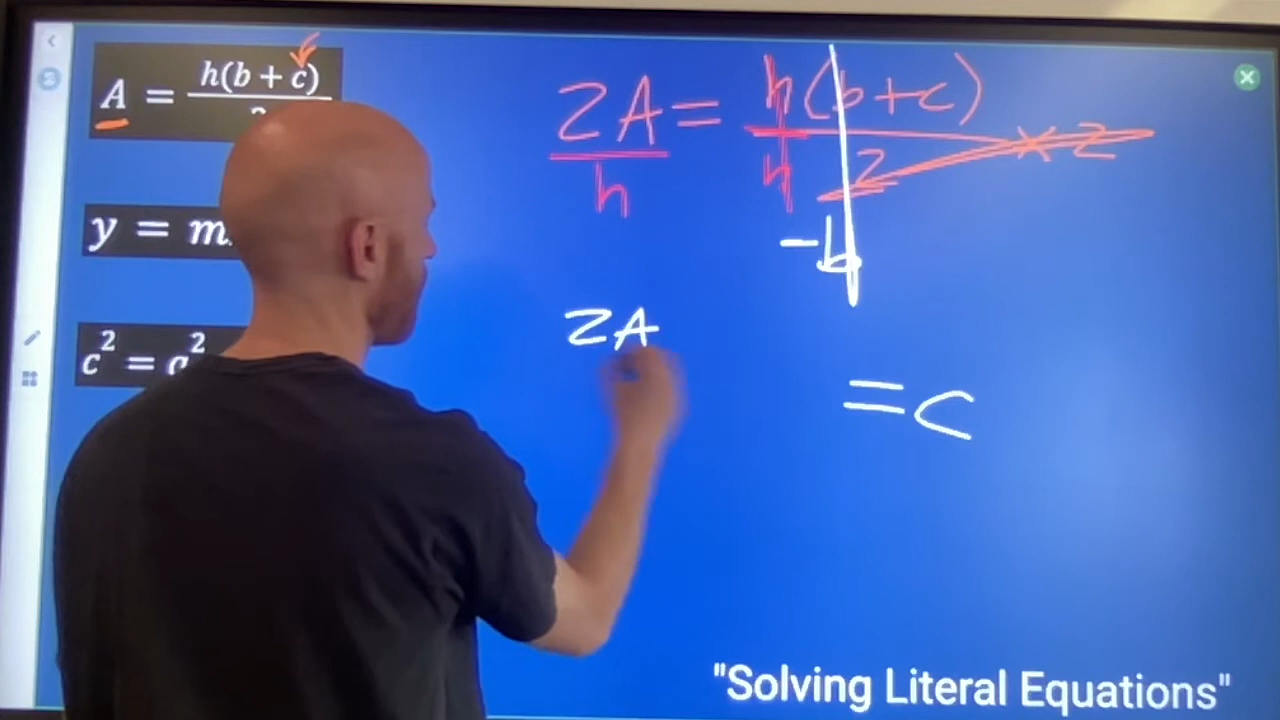 A = h(b + c)
2A = h(b+c)
h h 2 × 2
y = m
-b
2A
c² = a²
= c
"Solving Literal Equations"